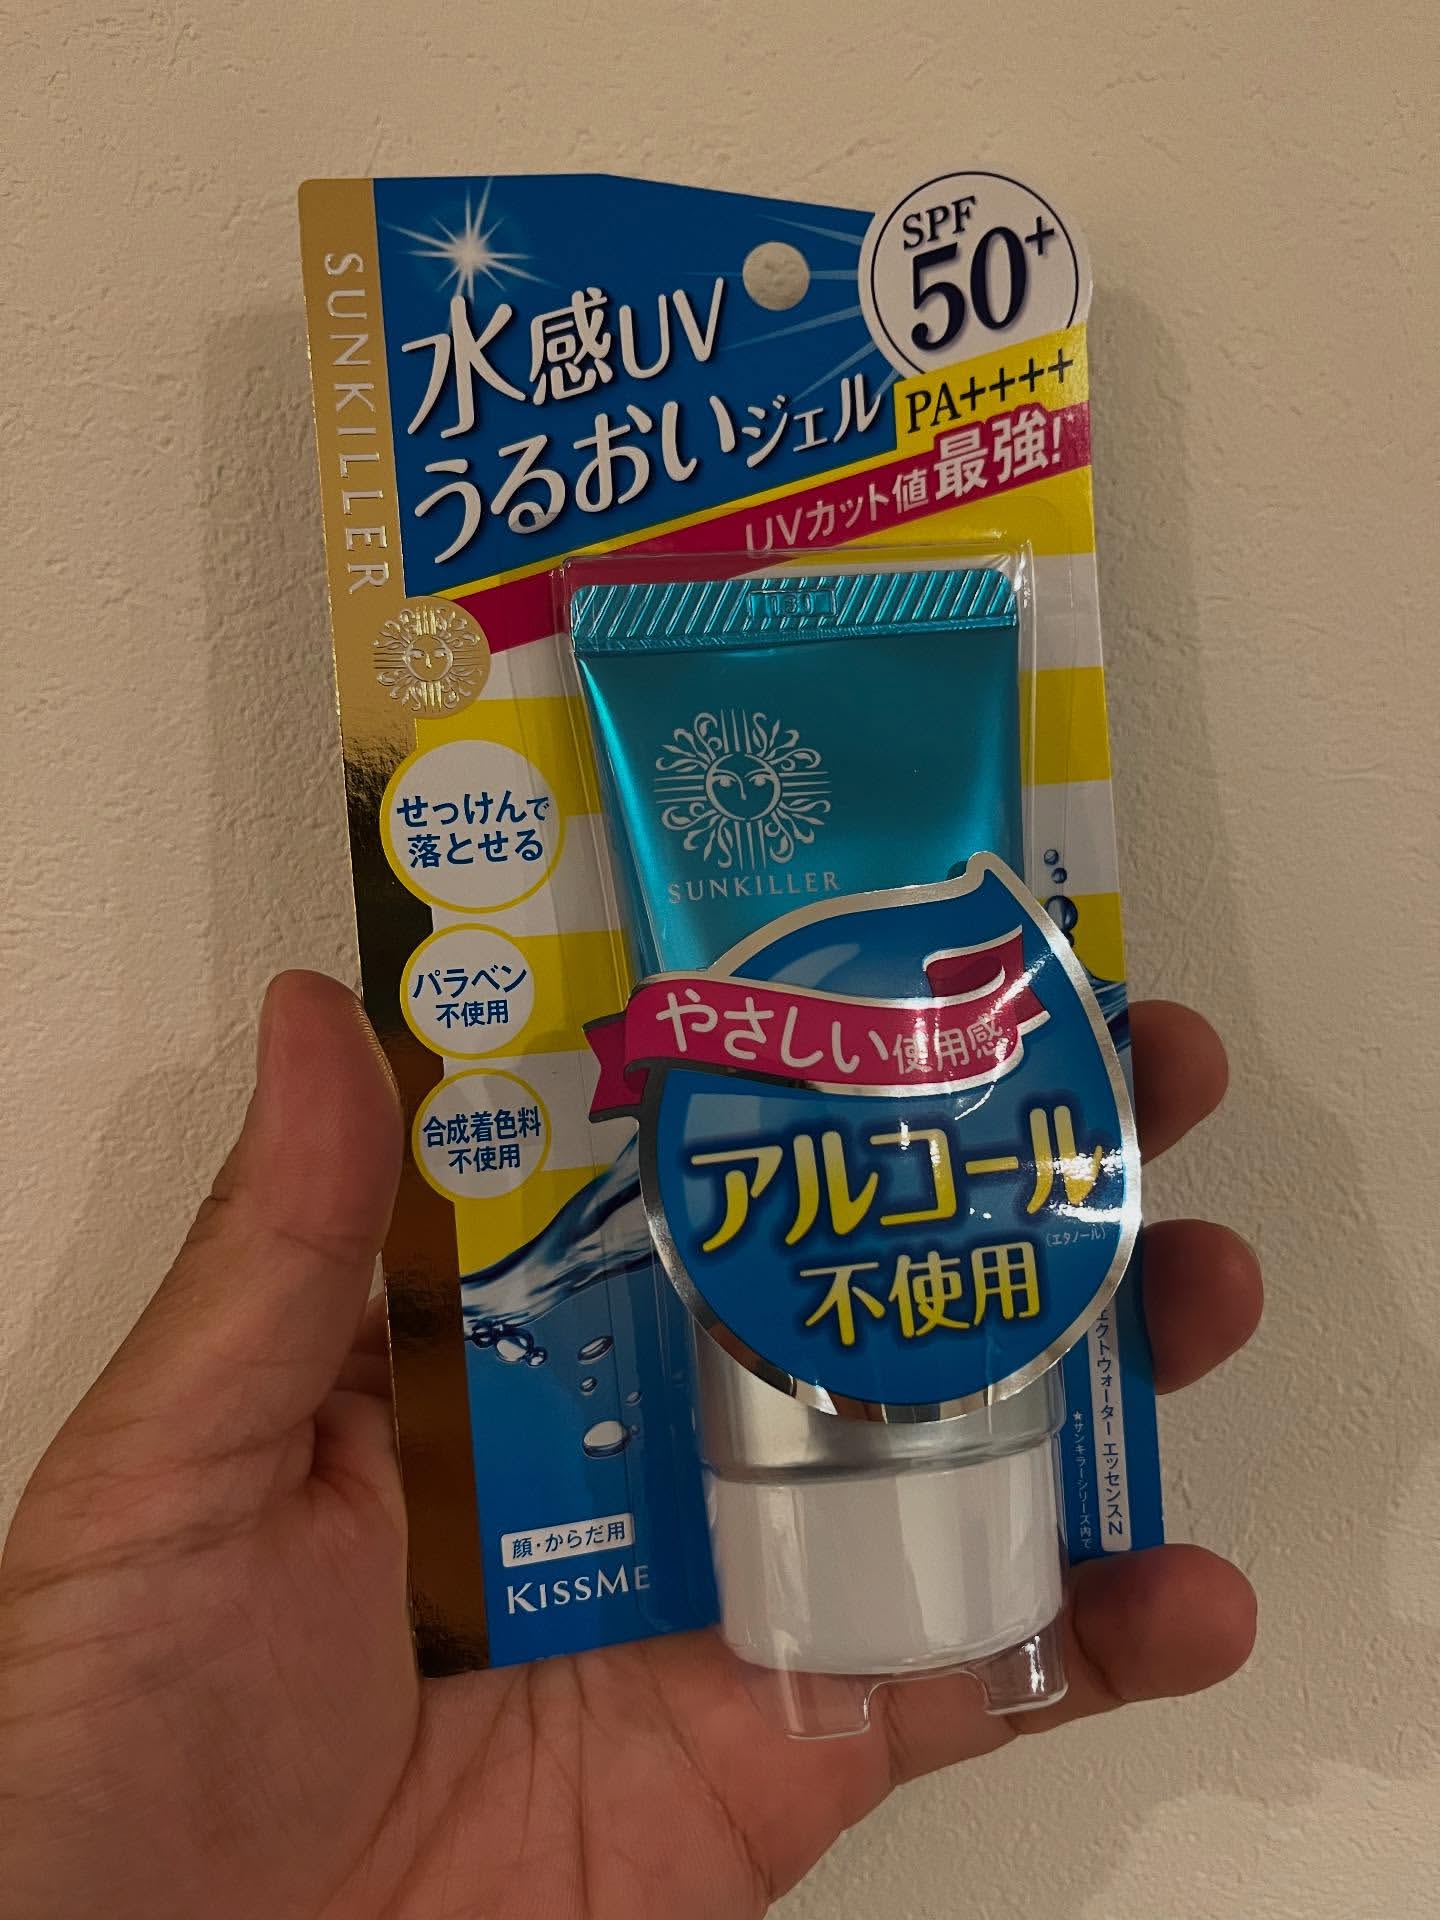 SUNKILLER
水感UV
うるおいジェル
SPF
50+
PA++++
UVカット値最強!
せっけんで
落とせる
パラベン
不使用
合成着色料
不使用
SUNKILLER
やさしい使用感
アルコール
(エタノール)
不使用
ェクトウォーター エッセンスN
★サンキラーシリーズ内で
顔・からだ用
KISSME